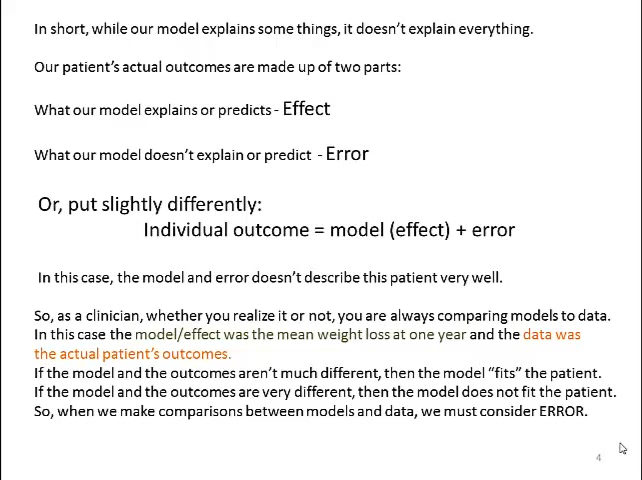 In short, while our model explains some things, it doesn't explain everything.
Our patient's actual outcomes are made up of two parts:
What our model explains or predicts - Effect
What our model doesn't explain or predict - Error
Or, put slightly differently:
Individual outcome = model (effect) + error
In this case, the model and error doesn't describe this patient very well.
So, as a clinician, whether you realize it or not, you are always comparing models to data.
In this case the model/effect was the mean weight loss at one year and the data was
the actual patient's outcomes.
If the model and the outcomes aren't much different, then the model “fits” the patient.
If the model and the outcomes are very different, then the model does not fit the patient.
So, when we make comparisons between models and data, we must consider ERROR.
4